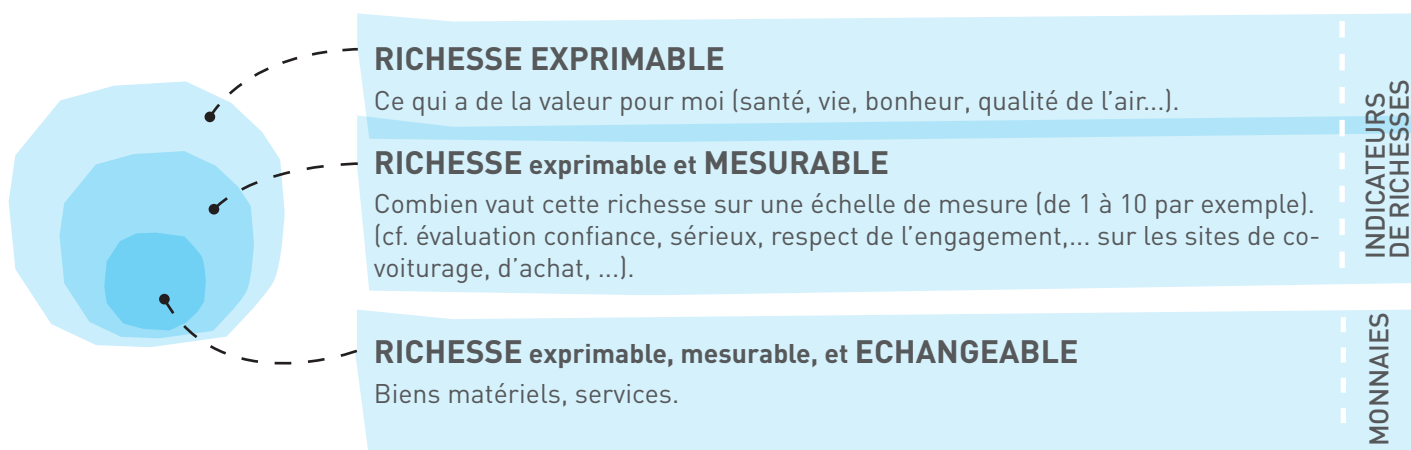 RICHESSE EXPRIMABLE
Ce qui a de la valeur pour moi (santé, vie, bonheur, qualité de l’air...).
RICHESSE exprimable et MESURABLE
Combien vaut cette richesse sur une échelle de mesure (de 1 à 10 par exemple).
(cf. évaluation confiance, sérieux, respect de l’engagement,... sur les sites de co-
voiturage, d’achat, ...).
INDICATEURS
DE RICHESSES
RICHESSE exprimable, mesurable, et ECHANGEABLE
Biens matériels, services.
MONNAIES